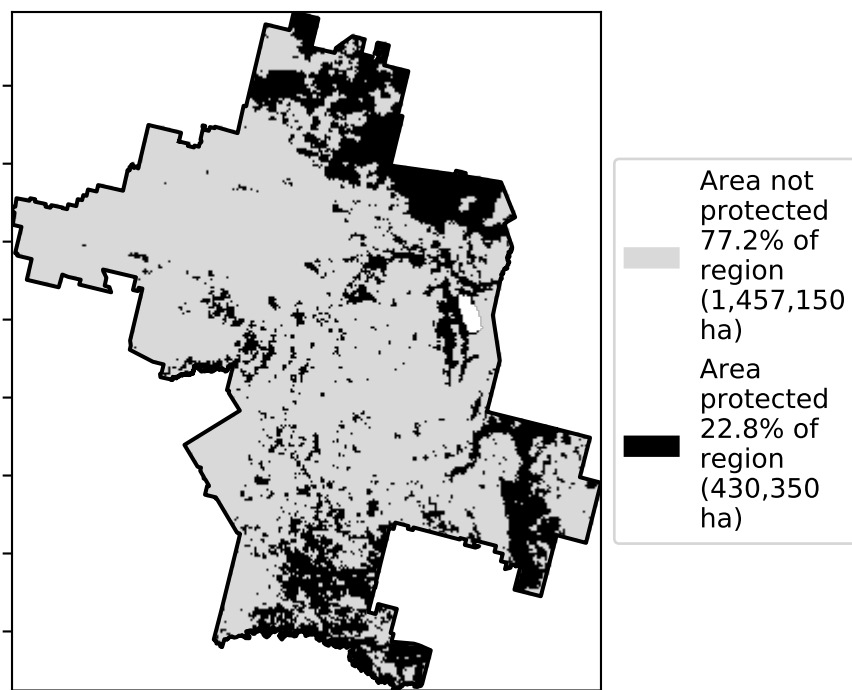 Area not
protected
77.2% of
region
(1,457,150
ha)
Area
protected
22.8% of
region
(430,350
ha)